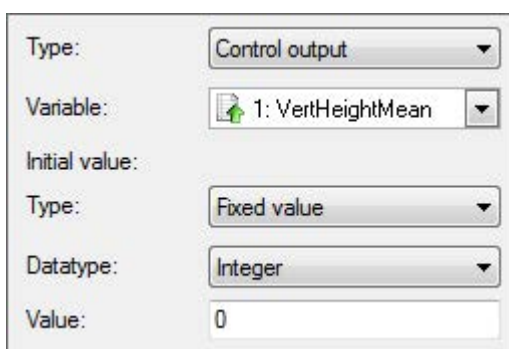 Type: Control output
Variable: 1: VertHeightMean
Initial value:
Type: Fixed value
Datatype: Integer
Value: 0